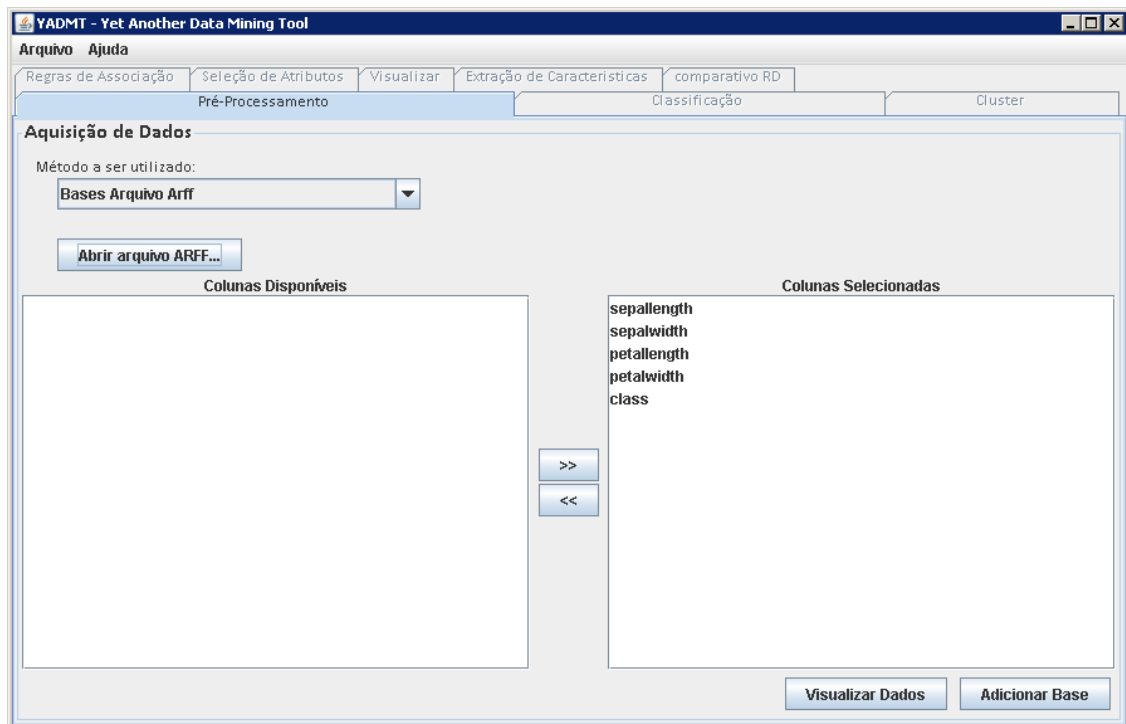 YADMT - Yet Another Data Mining Tool
Arquivo Ajuda
Regras de Associação Seleção de Atributos Visualizar Extração de Caracteristicas comparativo RD
Pré-Processamento Classificação Cluster
Aquisição de Dados
Método a ser utilizado:
Bases Arquivo Arff
Abrir arquivo ARFF...
Colunas Disponíveis Colunas Selecionadas
sepallength
sepalwidth
petallength
petalwidth
class
>>
<<
Visualizar Dados Adicionar Base